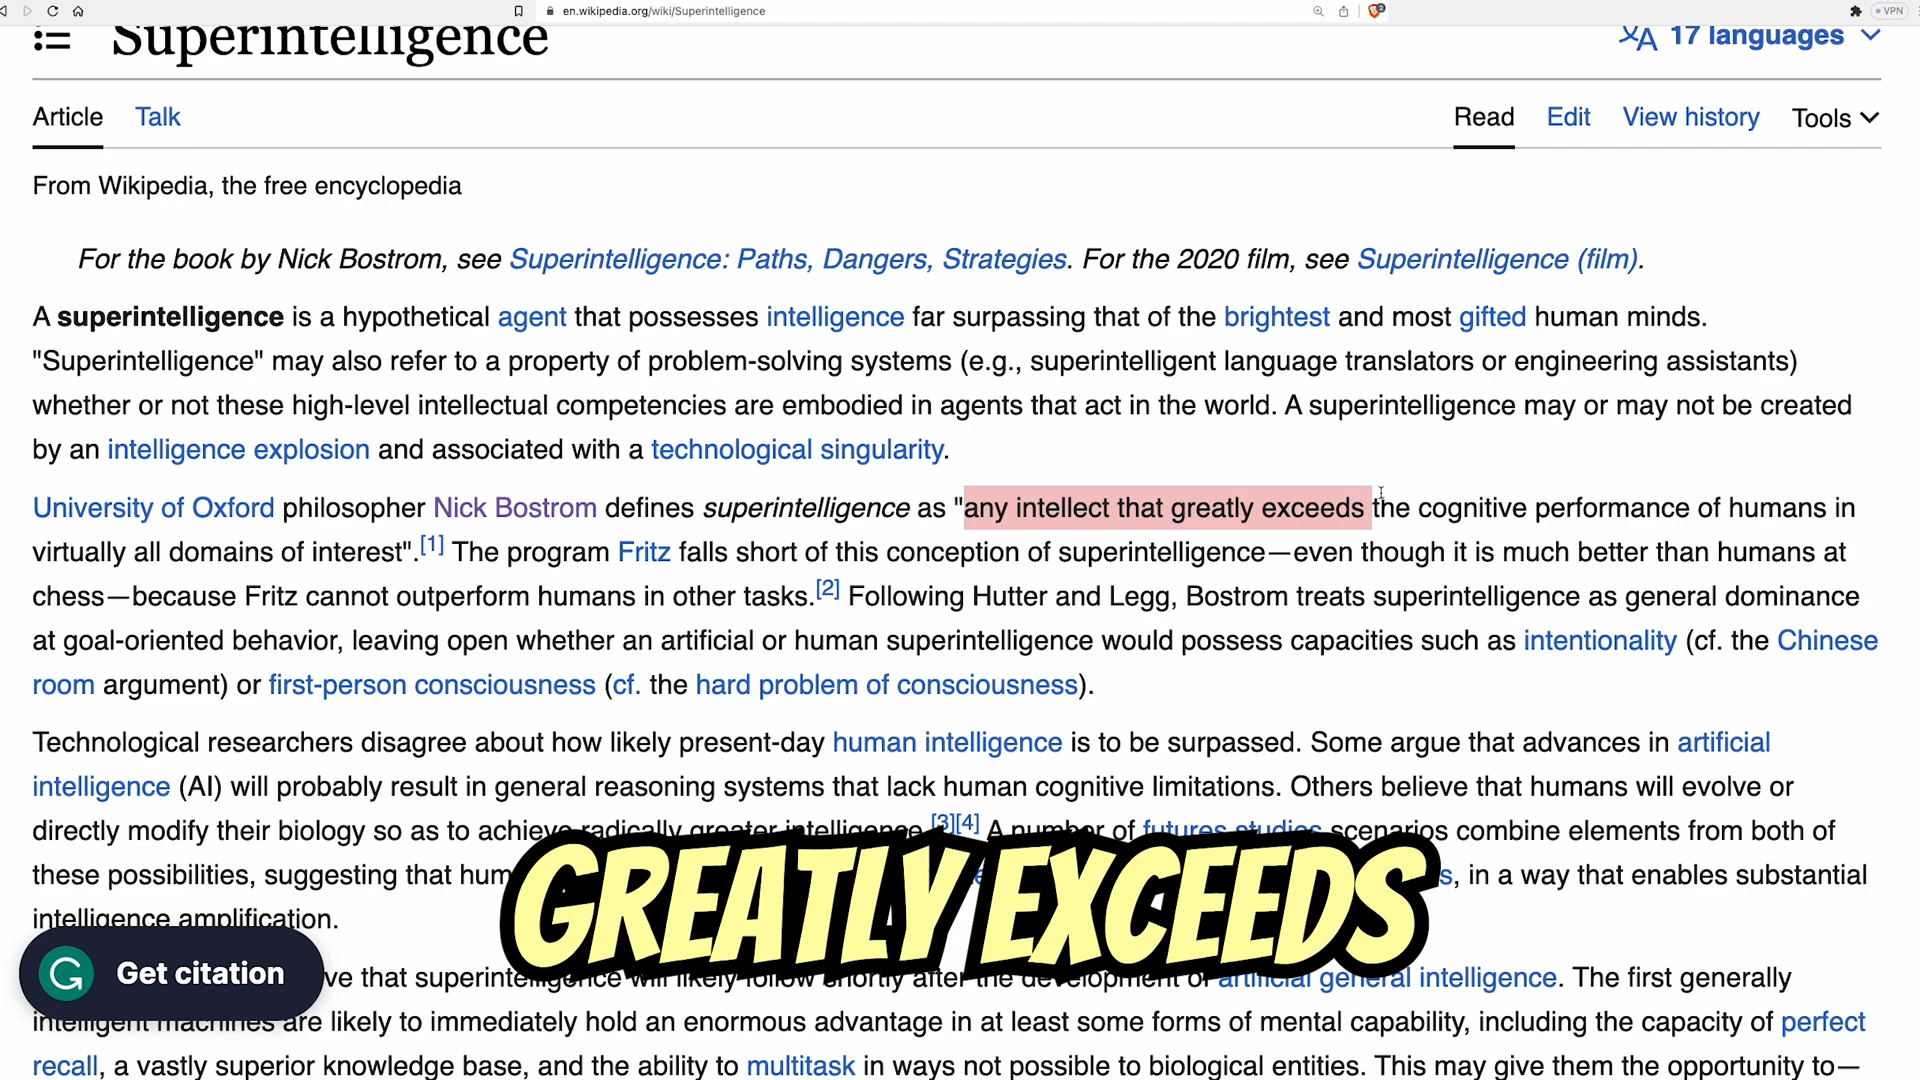 en.wikipedia.org/wiki/Superintelligence
VPN
Superintelligence
17 languages
Article Talk
Read Edit View history Tools
From Wikipedia, the free encyclopedia
For the book by Nick Bostrom, see Superintelligence: Paths, Dangers, Strategies. For the 2020 film, see Superintelligence (film).
A superintelligence is a hypothetical agent that possesses intelligence far surpassing that of the brightest and most gifted human minds.
"Superintelligence" may also refer to a property of problem-solving systems (e.g., superintelligent language translators or engineering assistants)
whether or not these high-level intellectual competencies are embodied in agents that act in the world. A superintelligence may or may not be created
by an intelligence explosion and associated with a technological singularity.
University of Oxford philosopher Nick Bostrom defines superintelligence as "any intellect that greatly exceeds the cognitive performance of humans in
virtually all domains of interest".[1] The program Fritz falls short of this conception of superintelligence—even though it is much better than humans at
chess—because Fritz cannot outperform humans in other tasks.[2] Following Hutter and Legg, Bostrom treats superintelligence as general dominance
at goal-oriented behavior, leaving open whether an artificial or human superintelligence would possess capacities such as intentionality (cf. the Chinese
room argument) or first-person consciousness (cf. the hard problem of consciousness).
Technological researchers disagree about how likely present-day human intelligence is to be surpassed. Some argue that advances in artificial
intelligence (AI) will probably result in general reasoning systems that lack human cognitive limitations. Others believe that humans will evolve or
directly modify their biology so as to achieve radically greater intelligence.[3][4] A number of futures studies scenarios combine elements from both of
these possibilities, suggesting that hum s, in a way that enables substantial
GREATLY EXCEEDS
intelligence amplification.
Get citation
ve that superintelligence will likely follow shortly after the development of artificial general intelligence. The first generally
intelligent machines are likely to immediately hold an enormous advantage in at least some forms of mental capability, including the capacity of perfect
recall, a vastly superior knowledge base, and the ability to multitask in ways not possible to biological entities. This may give them the opportunity to—